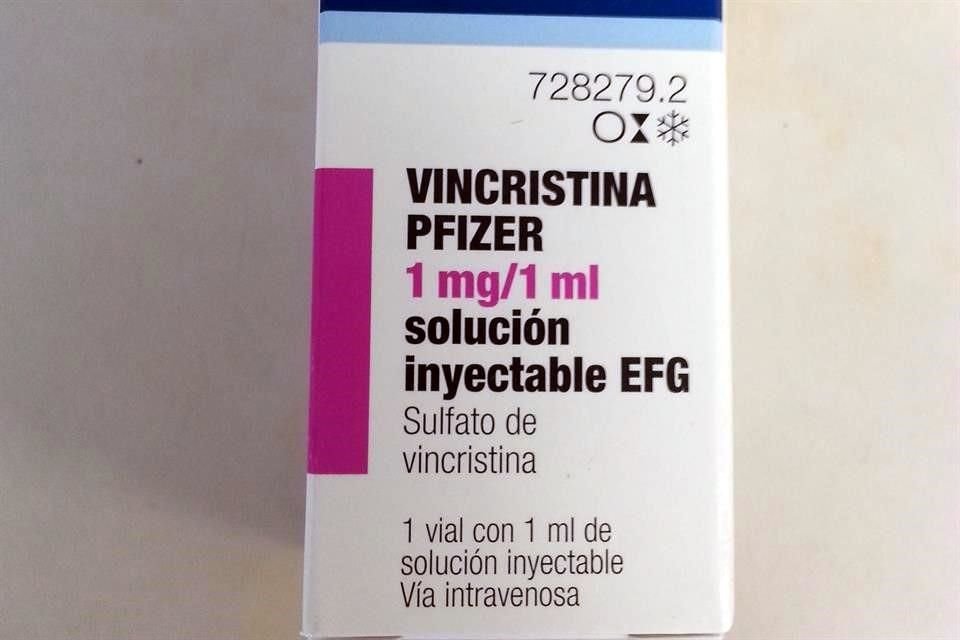 728279.2
VINCRISTINA
PFIZER
1 mg/1 ml
solución
inyectable EFG
Sulfato de
vincristina
1 vial con 1 ml de
solución inyectable
Vía intravenosa